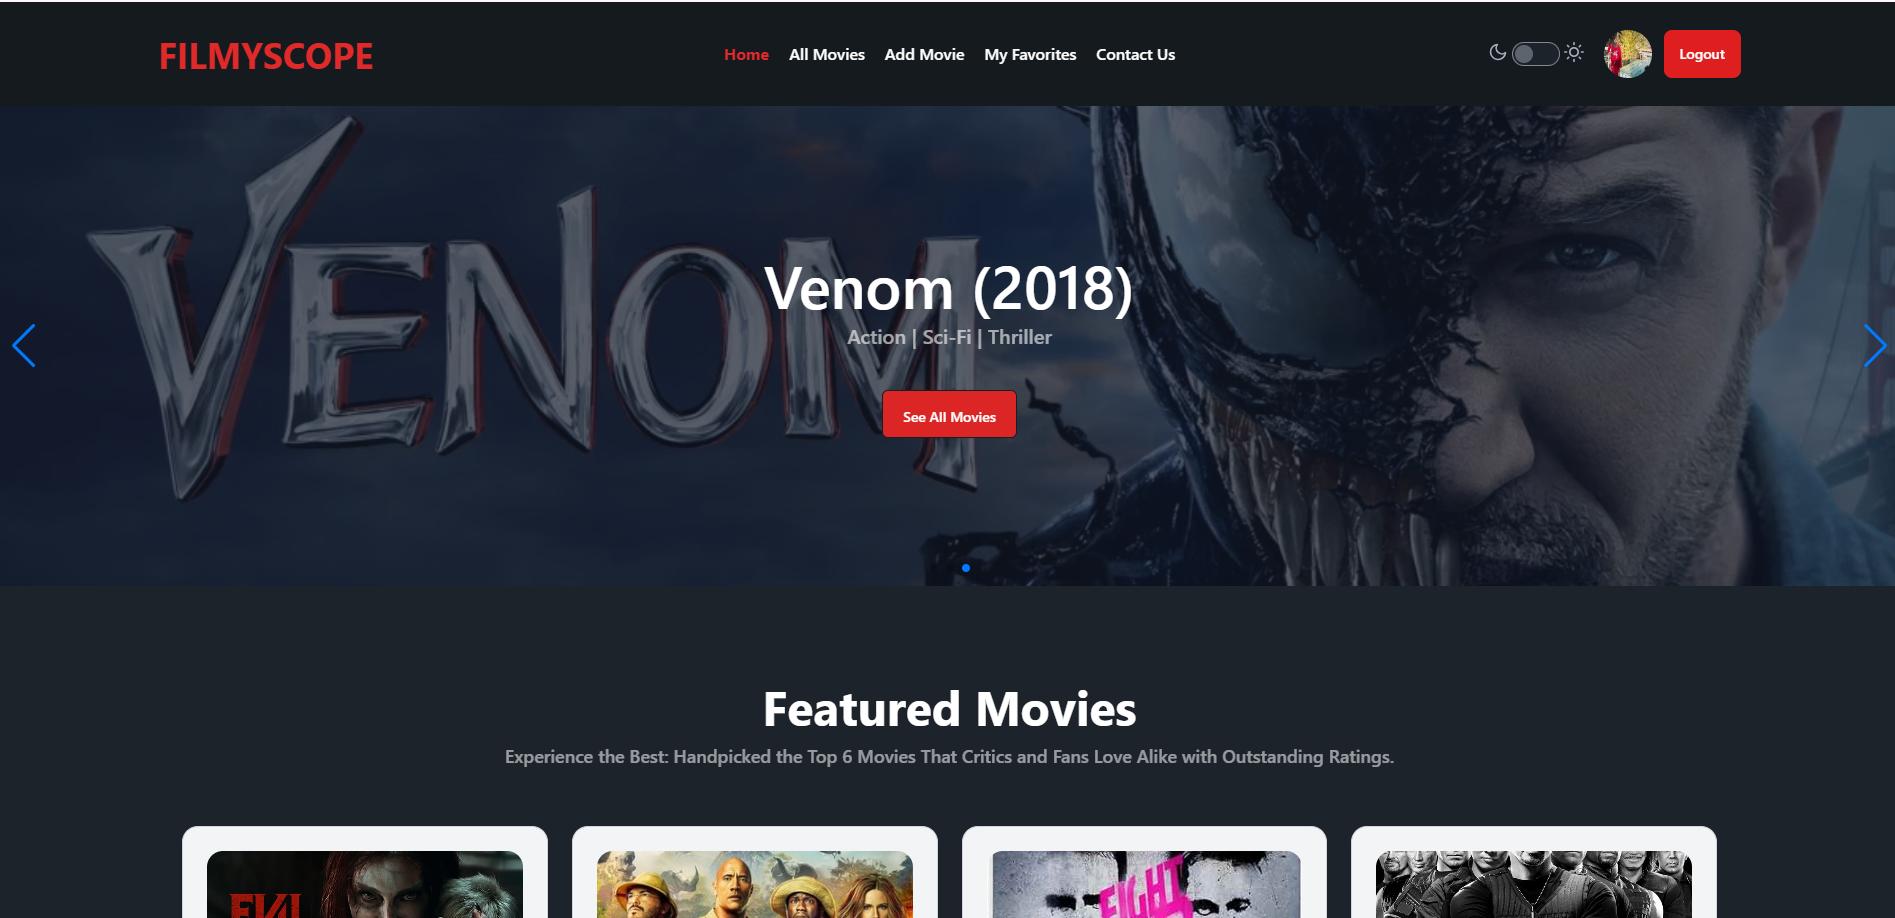 FILMYSCOPE
Home All Movies Add Movie My Favorites Contact Us
Logout
VENOM
Venom (2018)
Action | Sci-Fi | Thriller
See All Movies
Featured Movies
Experience the Best: Handpicked the Top 6 Movies That Critics and Fans Love Alike with Outstanding Ratings.
FIGHT